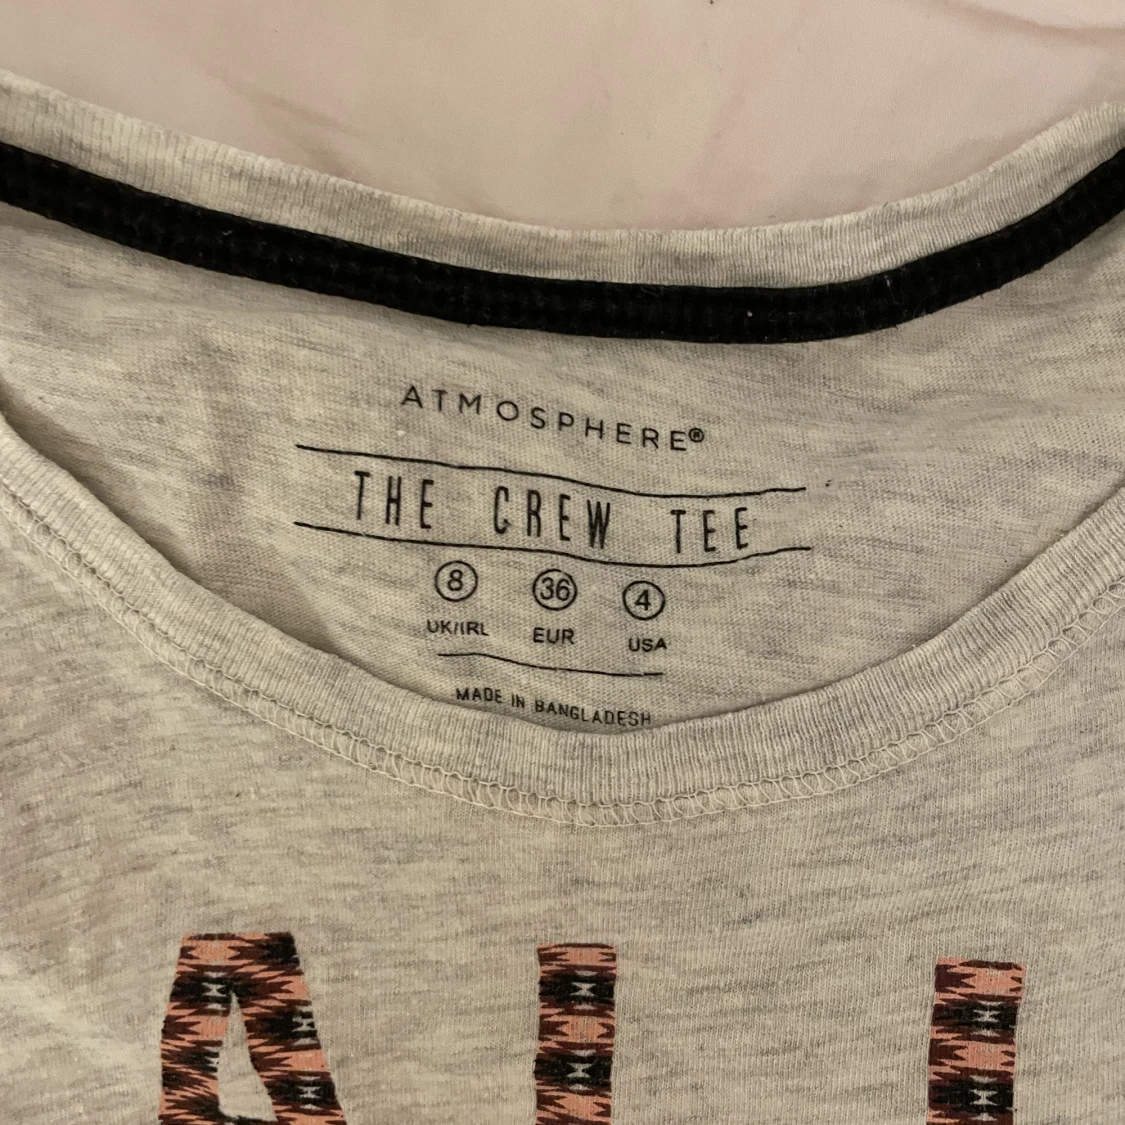 ATMOSPHERE®
THE CREW TEE
8 36 4
UK/IRL EUR USA
MADE IN BANGLADESH